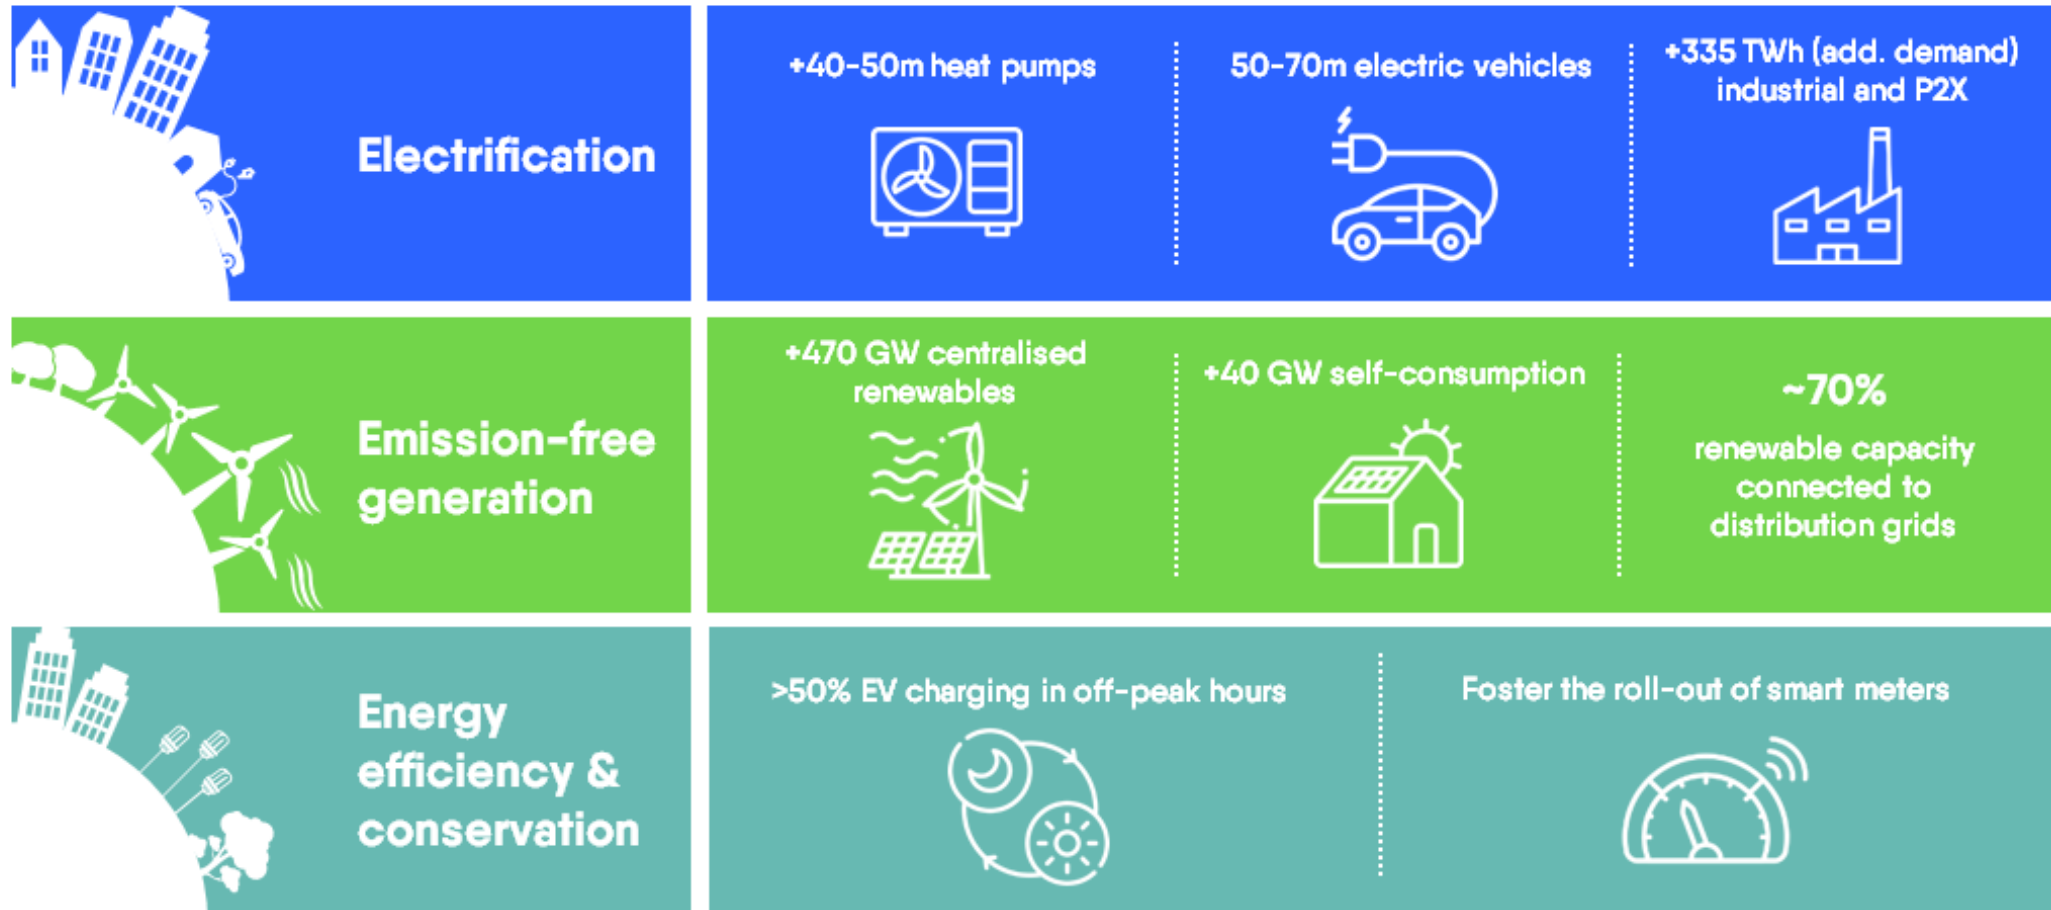 Electrification
+40-50m heat pumps
50-70m electric vehicles
+335 TWh (add. demand)
industrial and P2X
Emission-free
generation
+470 GW centralised
renewables
+40 GW self-consumption
~70%
renewable capacity
connected to
distribution grids
Energy
efficiency &
conservation
>50% EV charging in off-peak hours
Foster the roll-out of smart meters